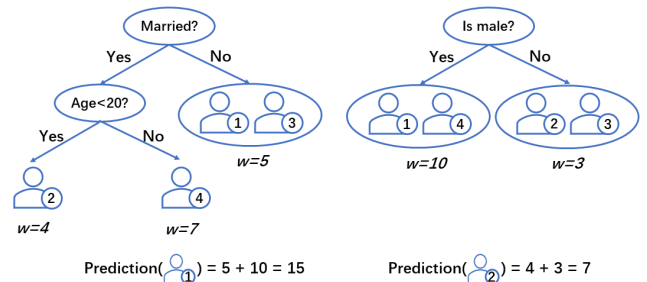 Married?
Is male?
Yes
No
Yes
No
Age<20?
1
3
1
4
2
3
Yes
No
w=5
w=10
w=3
2
4
w=4
w=7
Prediction( 1 ) = 5 + 10 = 15
Prediction( 2 ) = 4 + 3 = 7